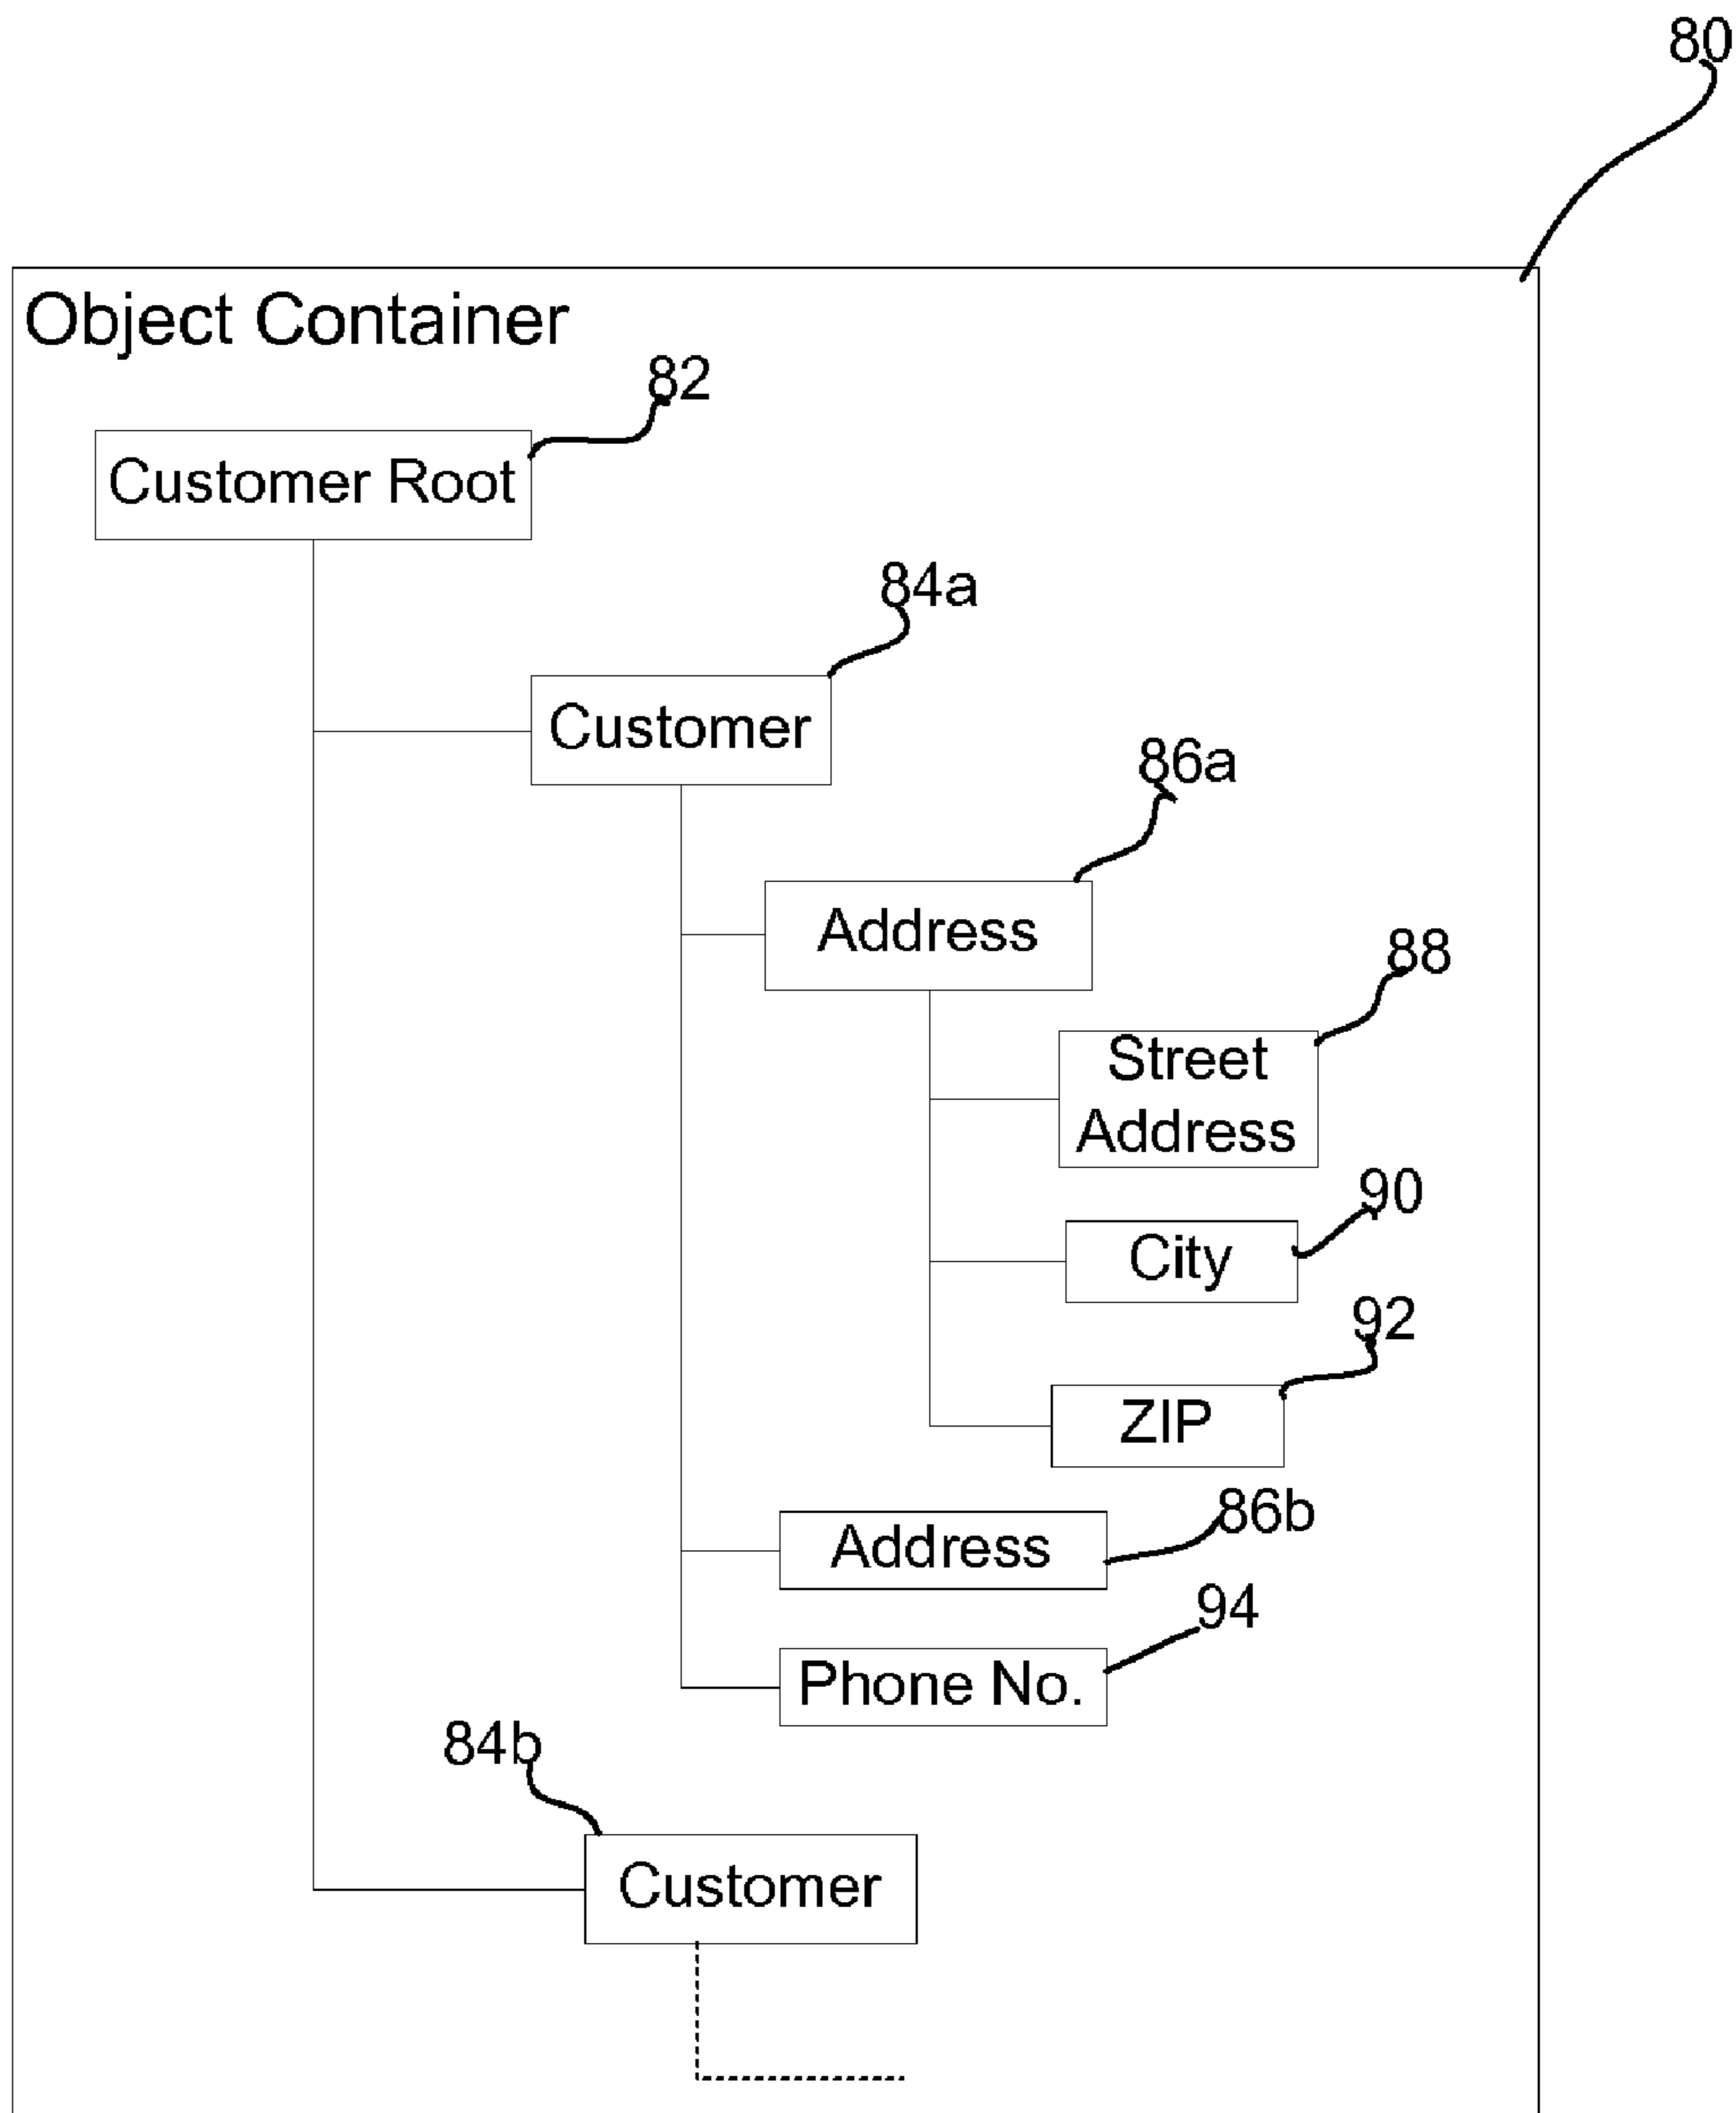 80
Object Container
82
Customer Root
84a
Customer
86a
Address
88
Street
Address
90
City
92
ZIP
86b
Address
94
Phone No.
84b
Customer